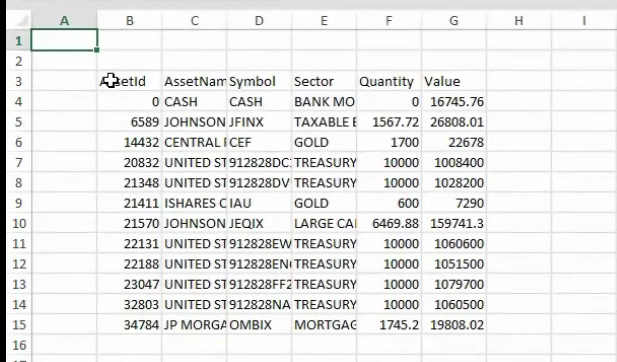 A B C D E F G H I
1
2
3 AssetId AssetNam Symbol Sector Quantity Value
4 0 CASH CASH BANK MO 0 16745.76
5 6589 JOHNSON JFINX TAXABLE E 1567.72 26808.01
6 14432 CENTRAL F CEF GOLD 1700 22678
7 20832 UNITED ST 912828DC TREASURY 10000 1008400
8 21348 UNITED ST 912828DV TREASURY 10000 1028200
9 21411 ISHARES C IAU GOLD 600 7290
10 21570 JOHNSON JEQIX LARGE CAI 6469.88 159741.3
11 22131 UNITED ST 912828EW TREASURY 10000 1060600
12 22188 UNITED ST 912828EN TREASURY 10000 1051500
13 23047 UNITED ST 912828FF2 TREASURY 10000 1079700
14 32803 UNITED ST 912828NA TREASURY 10000 1060500
15 34784 JP MORGA OMBIX MORTGAG 1745.2 19808.02
16